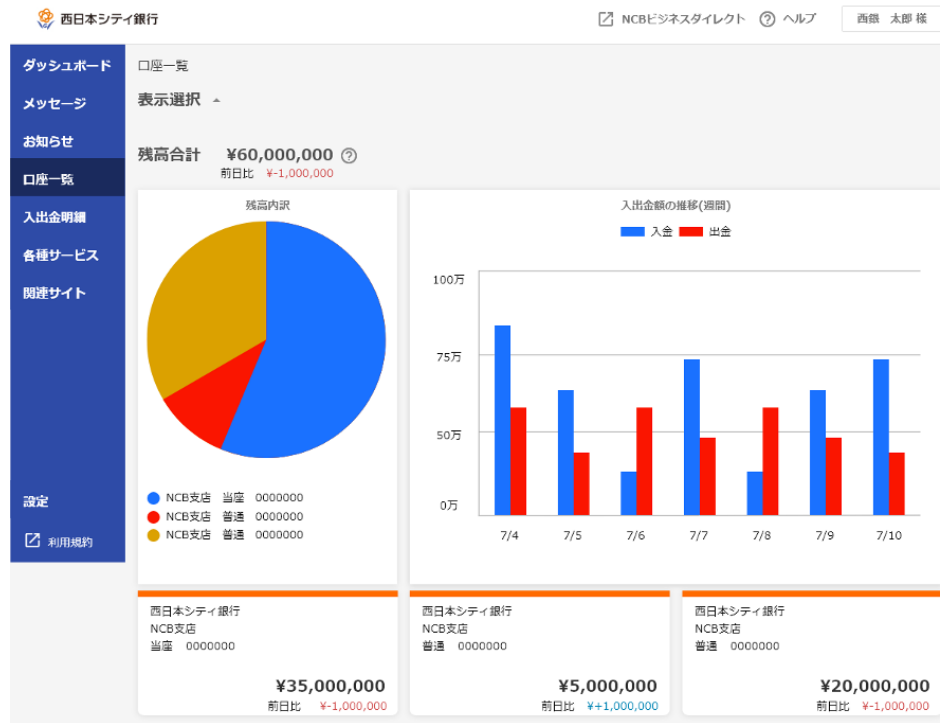 西日本シティ銀行
NCBビジネスダイレクト ヘルプ 西銀 太郎 様
ダッシュボード
メッセージ
お知らせ
口座一覧
入出金明細
各種サービス
関連サイト
設定
利用規約
口座一覧
表示選択
残高合計 ¥60,000,000
前日比 ¥-1,000,000
残高内訳
NCB支店 当座 0000000
NCB支店 普通 0000000
NCB支店 普通 0000000
入出金額の推移(週間)
入金 出金
100万
75万
50万
0万
7/4 7/5 7/6 7/7 7/8 7/9 7/10
西日本シティ銀行
NCB支店
当座 0000000
¥35,000,000
前日比 ¥-1,000,000
西日本シティ銀行
NCB支店
普通 0000000
¥5,000,000
前日比 ¥+1,000,000
西日本シティ銀行
NCB支店
普通 0000000
¥20,000,000
前日比 ¥-1,000,000